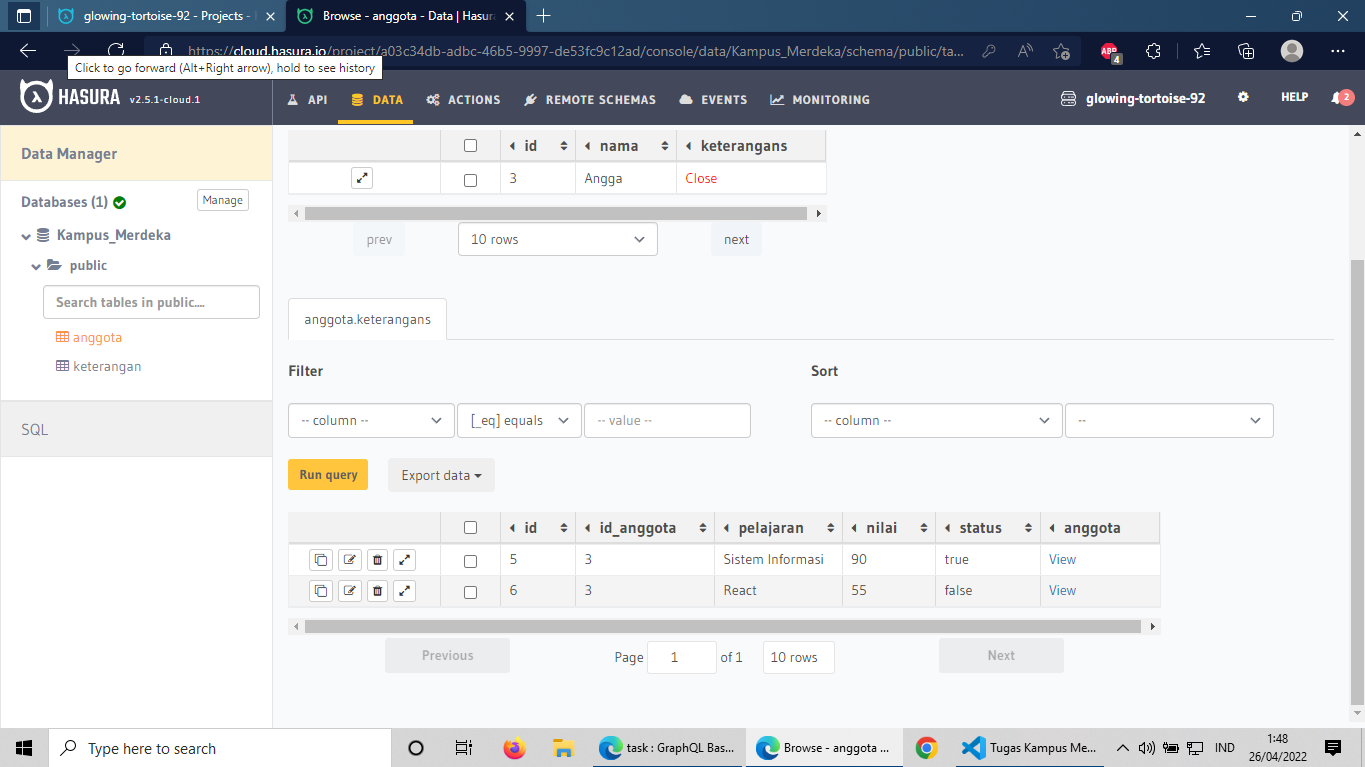 glowing-tortoise-92 - Projects -
Browse - anggota - Data | Hasura
https://cloud.hasura.io/project/a03c34db-adbc-46b5-9997-de53fc9c12ad/console/data/Kampus_Merdeka/schema/public/ta...
ABP
4
Click to go forward (Alt+Right arrow), hold to see history
HASURA v2.5.1-cloud.1
API DATA ACTIONS REMOTE SCHEMAS EVENTS MONITORING
glowing-tortoise-92 HELP 2
Data Manager
Databases (1) Manage
Kampus_Merdeka
public
Search tables in public....
anggota
keterangan
SQL
id nama keterangans
3 Angga Close
prev 10 rows next
anggota.keterangans
Filter Sort
-- column -- [_eq] equals -- value -- -- column -- --
Run query Export data
id id_anggota pelajaran nilai status anggota
5 3 Sistem Informasi 90 true View
6 3 React 55 false View
Previous Page 1 of 1 10 rows Next
Type here to search
task : GraphQL Bas...
Browse - anggota ...
Tugas Kampus Me...
IND
1:48
26/04/2022